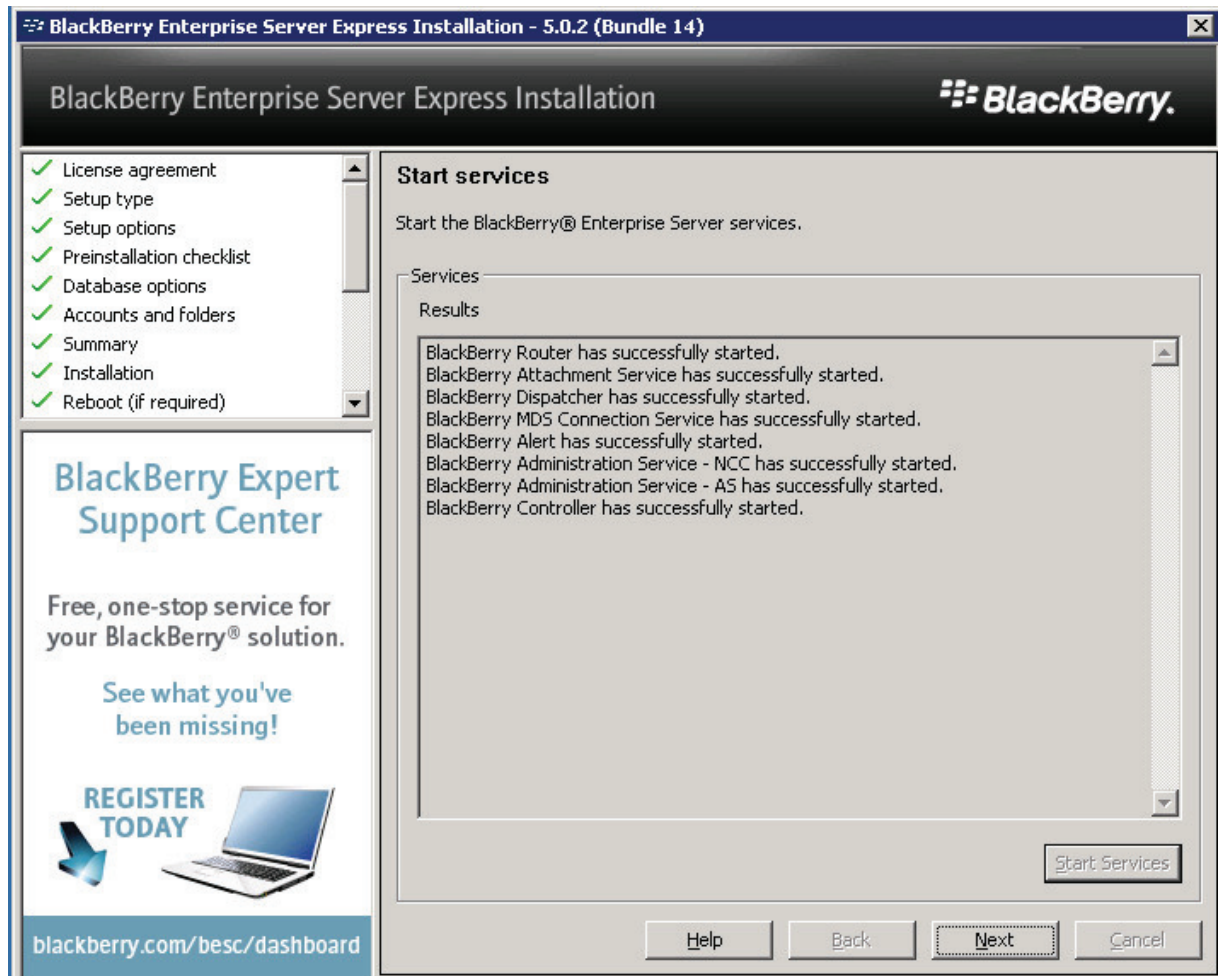 BlackBerry Enterprise Server Express Installation - 5.0.2 (Bundle 14)
BlackBerry Enterprise Server Express Installation
BlackBerry.
License agreement
Setup type
Setup options
Preinstallation checklist
Database options
Accounts and folders
Summary
Installation
Reboot (if required)
BlackBerry Expert
Support Center
Free, one-stop service for
your BlackBerry® solution.
See what you've
been missing!
REGISTER
TODAY
blackberry.com/besc/dashboard
Start services
Start the BlackBerry® Enterprise Server services.
Services
Results
BlackBerry Router has successfully started.
BlackBerry Attachment Service has successfully started.
BlackBerry Dispatcher has successfully started.
BlackBerry MDS Connection Service has successfully started.
BlackBerry Alert has successfully started.
BlackBerry Administration Service - NCC has successfully started.
BlackBerry Administration Service - AS has successfully started.
BlackBerry Controller has successfully started.
Start Services
Help
Back
Next
Cancel